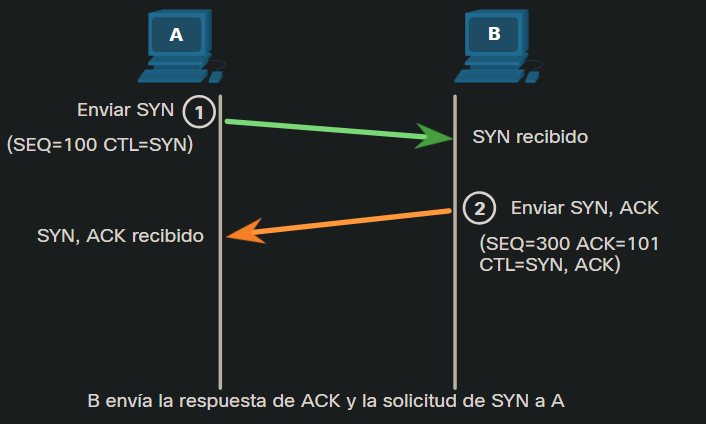 A
B
Enviar SYN 1
(SEQ=100 CTL=SYN)
SYN recibido
2 Enviar SYN, ACK
SYN, ACK recibido
(SEQ=300 ACK=101
CTL=SYN, ACK)
B envía la respuesta de ACK y la solicitud de SYN a A